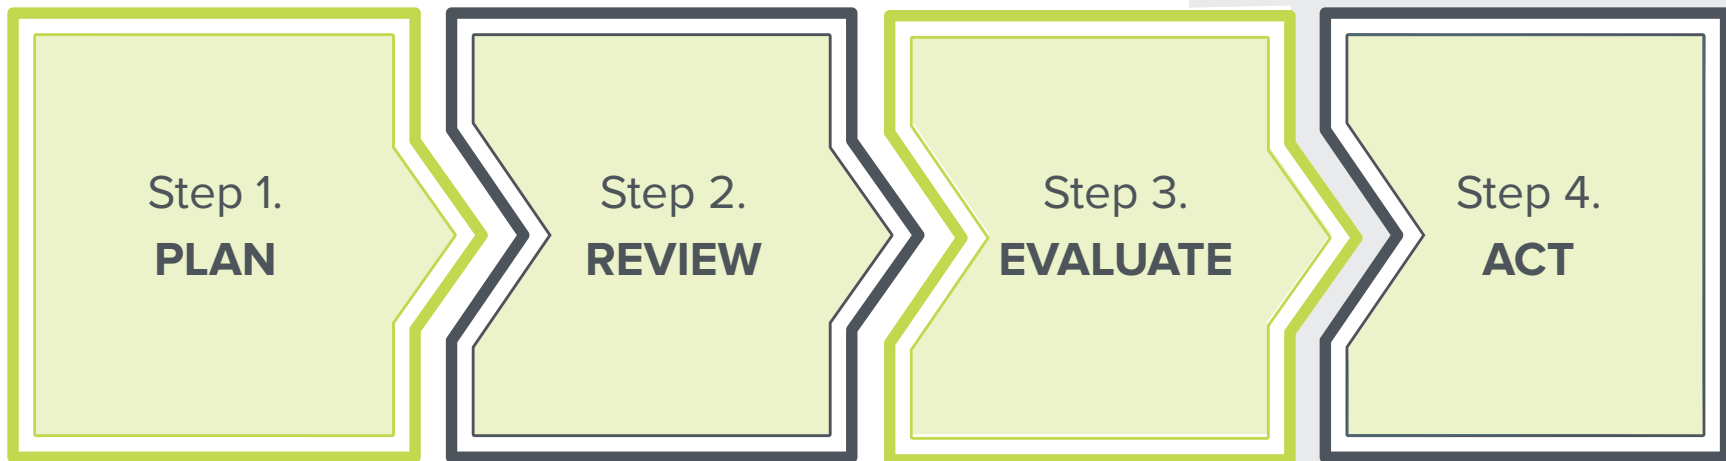 Step 1.
PLAN
Step 2.
REVIEW
Step 3.
EVALUATE
Step 4.
ACT